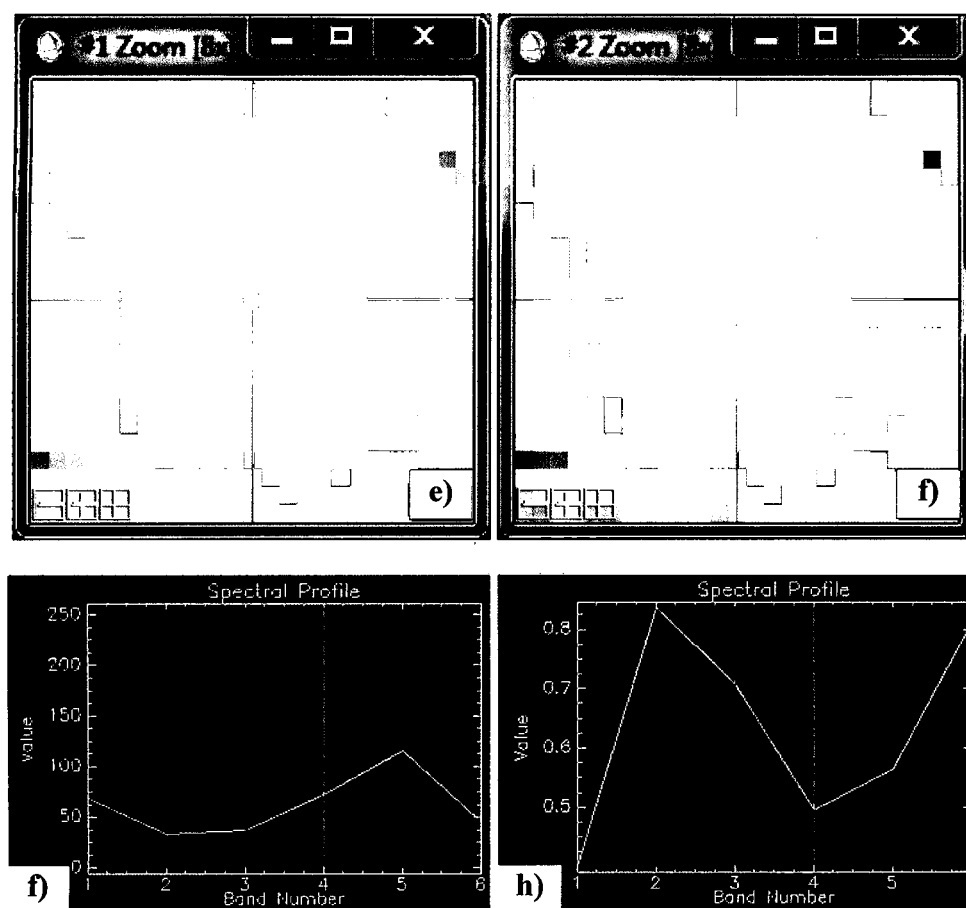 #1 Zoom [8x
#2 Zoom [8x
e)
f)
Spectral Profile
250
200
150
100
50
0
Value
1 2 3 4 5 6
Band Number
f)
Spectral Profile
0.8
0.7
0.6
0.5
Value
1 2 3 4 5
Band Number
h)